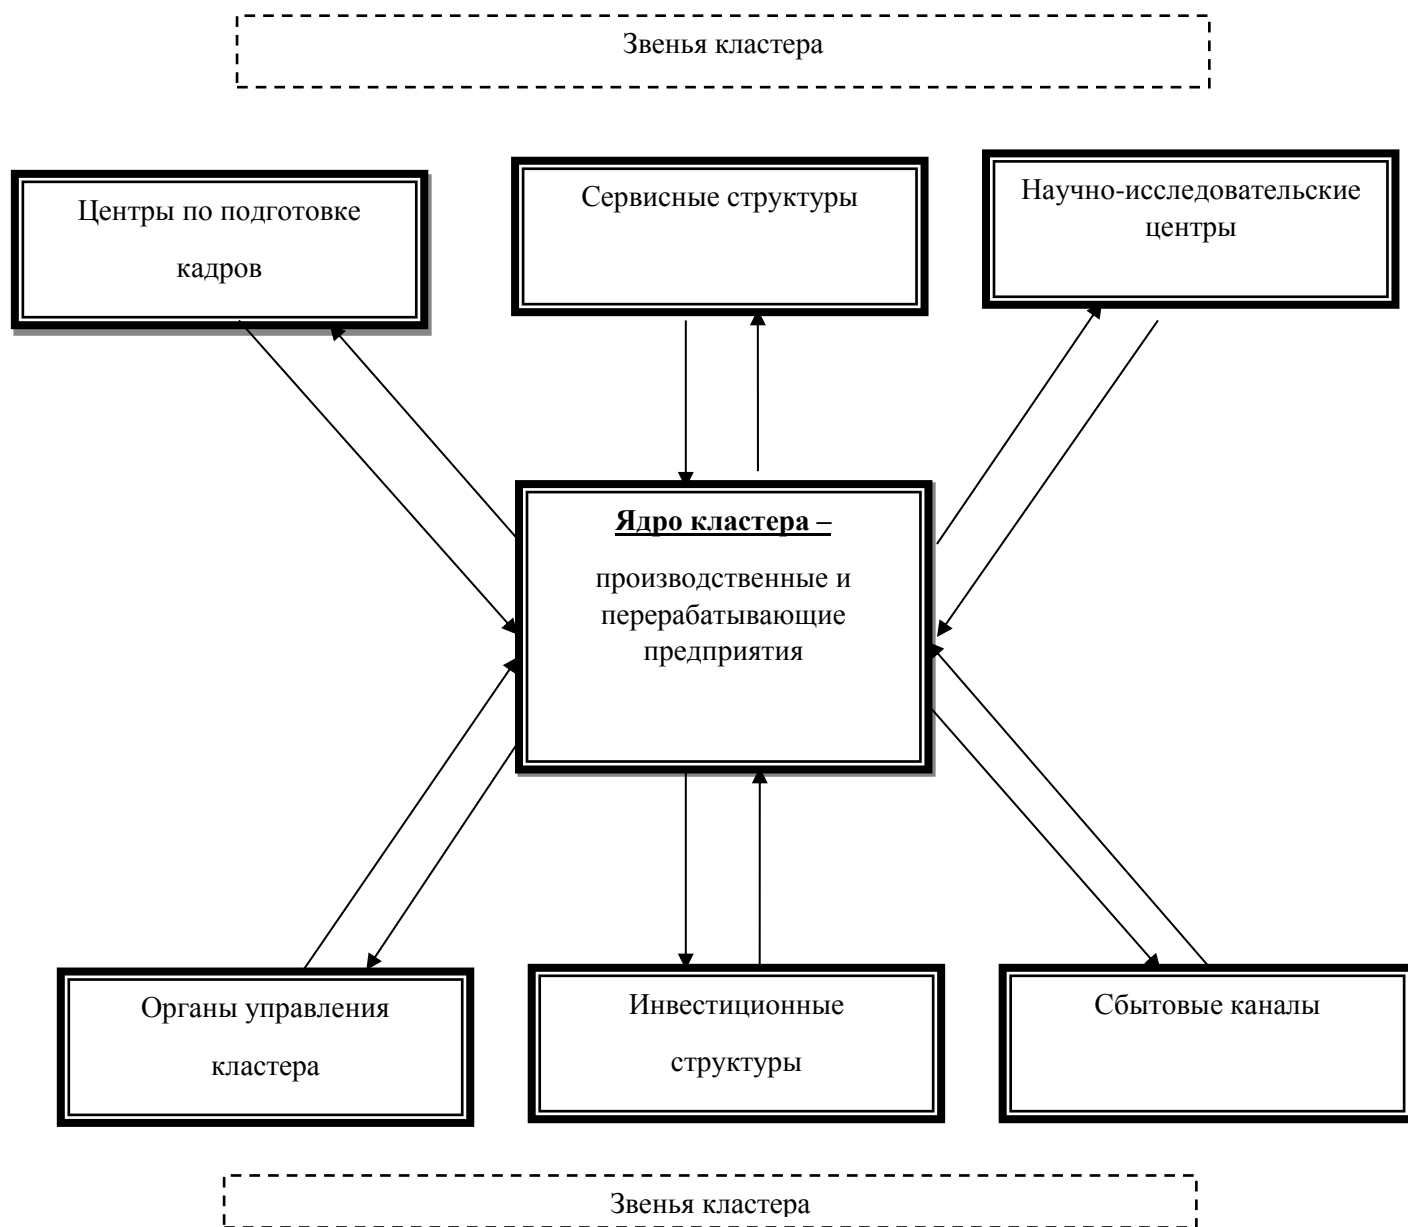 Звенья кластера
Центры по подготовке
кадров
Сервисные структуры
Научно-исследовательские
центры
Ядро кластера –
производственные и
перерабатывающие
предприятия
Органы управления
кластера
Инвестиционные
структуры
Сбытовые каналы
Звенья кластера